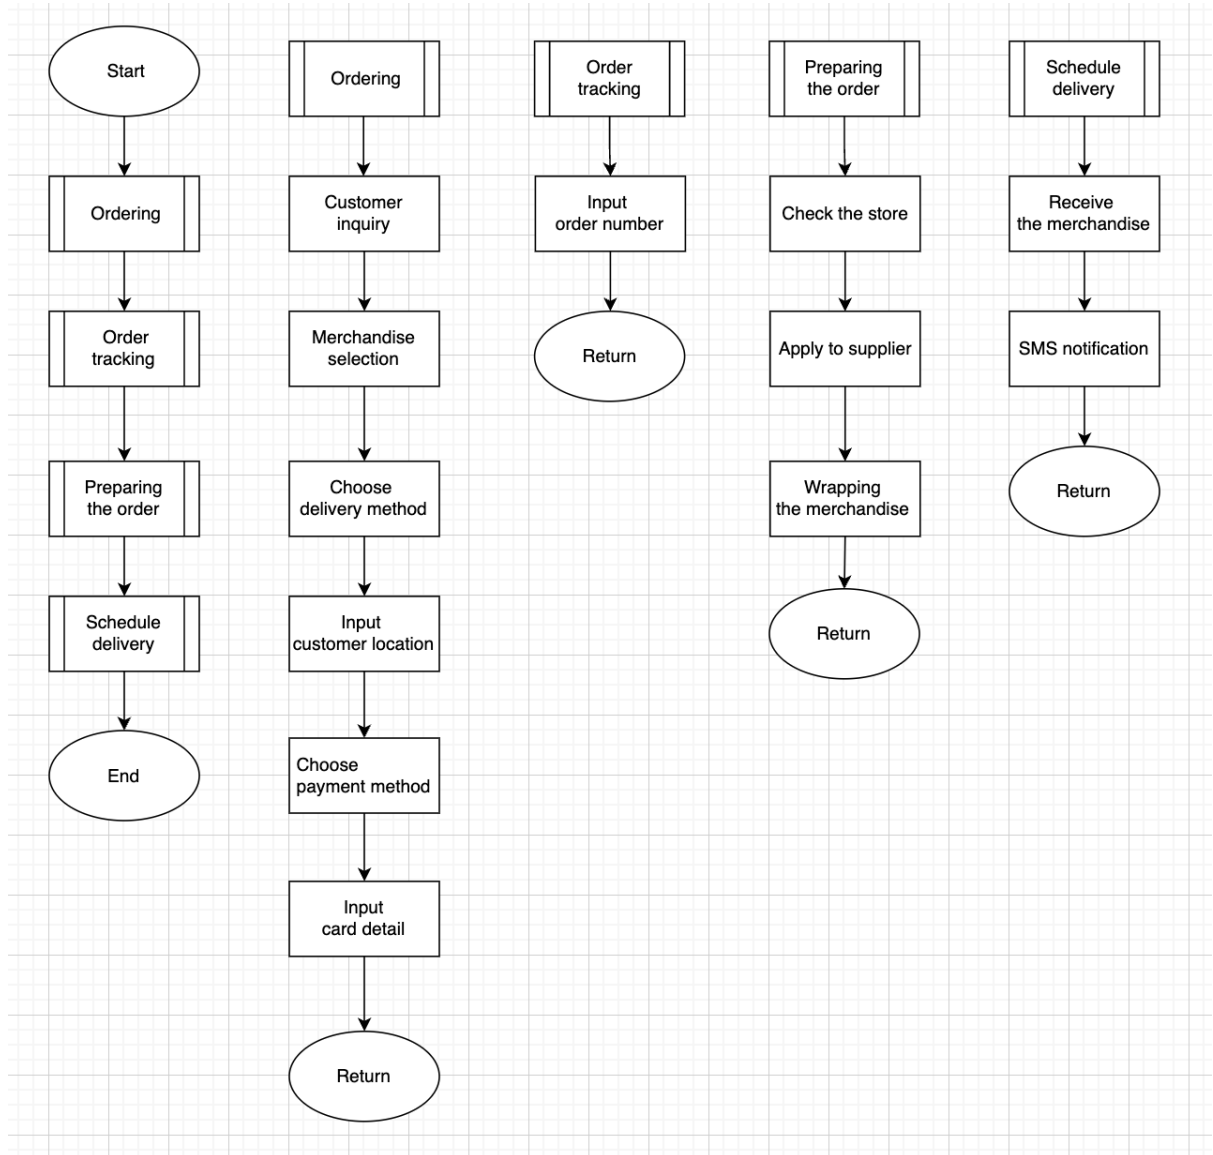 Start
Ordering
Order
tracking
Preparing
the order
Schedule
delivery
End
Ordering
Customer
inquiry
Merchandise
selection
Choose
delivery method
Input
customer location
Choose
payment method
Input
card detail
Return
Order
tracking
Input
order number
Return
Preparing
the order
Check the store
Apply to supplier
Wrapping
the merchandise
Return
Schedule
delivery
Receive
the merchandise
SMS notification
Return